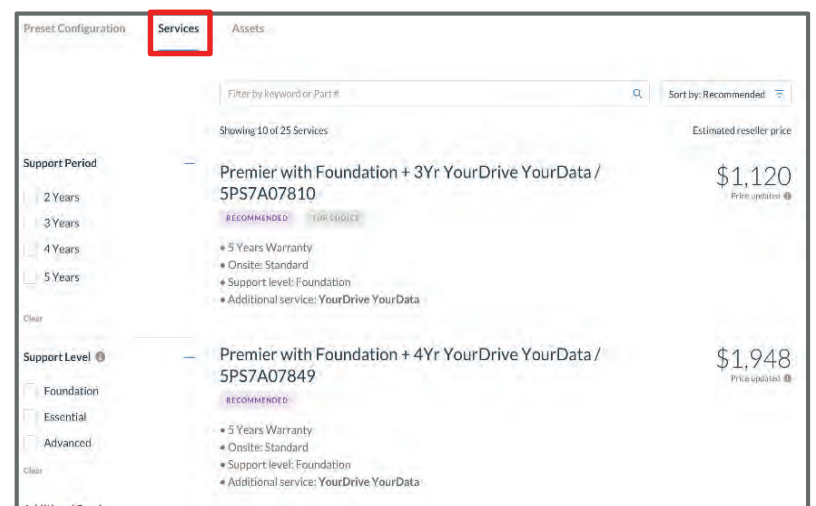 Preset Configuration Services Assets
Filter by keyword or Part #
Sort by: Recommended
Showing 10 of 25 Services
Estimated reseller price
Support Period
2 Years
3 Years
4 Years
5 Years
Clear
Premier with Foundation + 3Yr YourDrive YourData /
5PS7A07810
RECOMMENDED TOP CHOICE
• 5 Years Warranty
• Onsite: Standard
• Support level: Foundation
• Additional service: YourDrive YourData
$1,120
Price updated
Support Level
Foundation
Essential
Advanced
Clear
Premier with Foundation + 4Yr YourDrive YourData /
5PS7A07849
RECOMMENDED
• 5 Years Warranty
• Onsite: Standard
• Support level: Foundation
• Additional service: YourDrive YourData
$1,948
Price updated